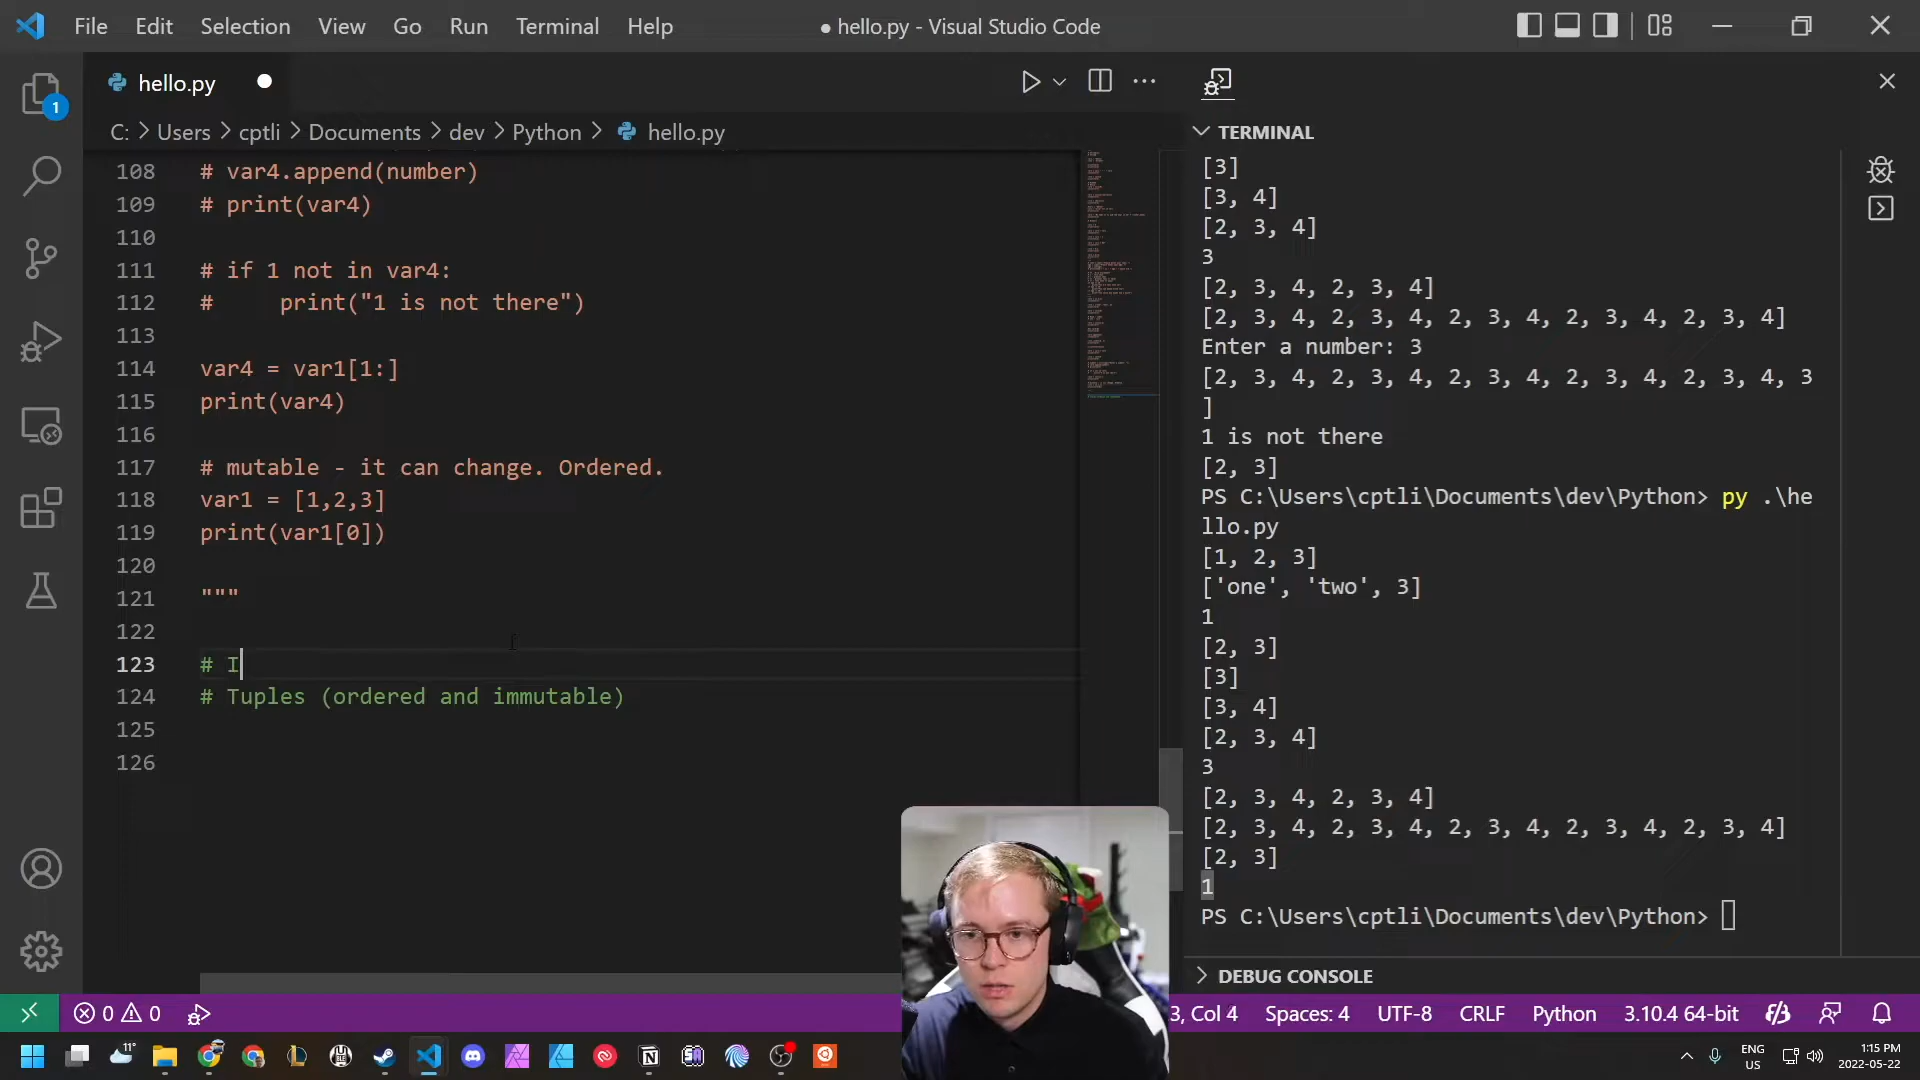 File Edit Selection View Go Run Terminal Help
● hello.py - Visual Studio Code
hello.py
C: > Users > cptli > Documents > dev > Python > hello.py
1
108 # var4.append(number)
109 # print(var4)
110
111 # if 1 not in var4:
112 #     print("1 is not there")
113
114 var4 = var1[1:]
115 print(var4)
116
117 # mutable - it can change. Ordered.
118 var1 = [1,2,3]
119 print(var1[0])
120
121 """
122
123 # I
124 # Tuples (ordered and immutable)
125
126
TERMINAL
[3]
[3, 4]
[2, 3, 4]
3
[2, 3, 4, 2, 3, 4]
[2, 3, 4, 2, 3, 4, 2, 3, 4, 2, 3, 4, 2, 3, 4]
Enter a number: 3
[2, 3, 4, 2, 3, 4, 2, 3, 4, 2, 3, 4, 2, 3, 4, 3
]
1 is not there
[2, 3]
PS C:\Users\cptli\Documents\dev\Python> py .\he
llo.py
[1, 2, 3]
['one', 'two', 3]
1
[2, 3]
[3]
[3, 4]
[2, 3, 4]
3
[2, 3, 4, 2, 3, 4]
[2, 3, 4, 2, 3, 4, 2, 3, 4, 2, 3, 4, 2, 3, 4]
[2, 3]
1
PS C:\Users\cptli\Documents\dev\Python>
DEBUG CONSOLE
0 0
3, Col 4 Spaces: 4 UTF-8 CRLF Python 3.10.4 64-bit
11°
ENG
US
1:15 PM
2022-05-22